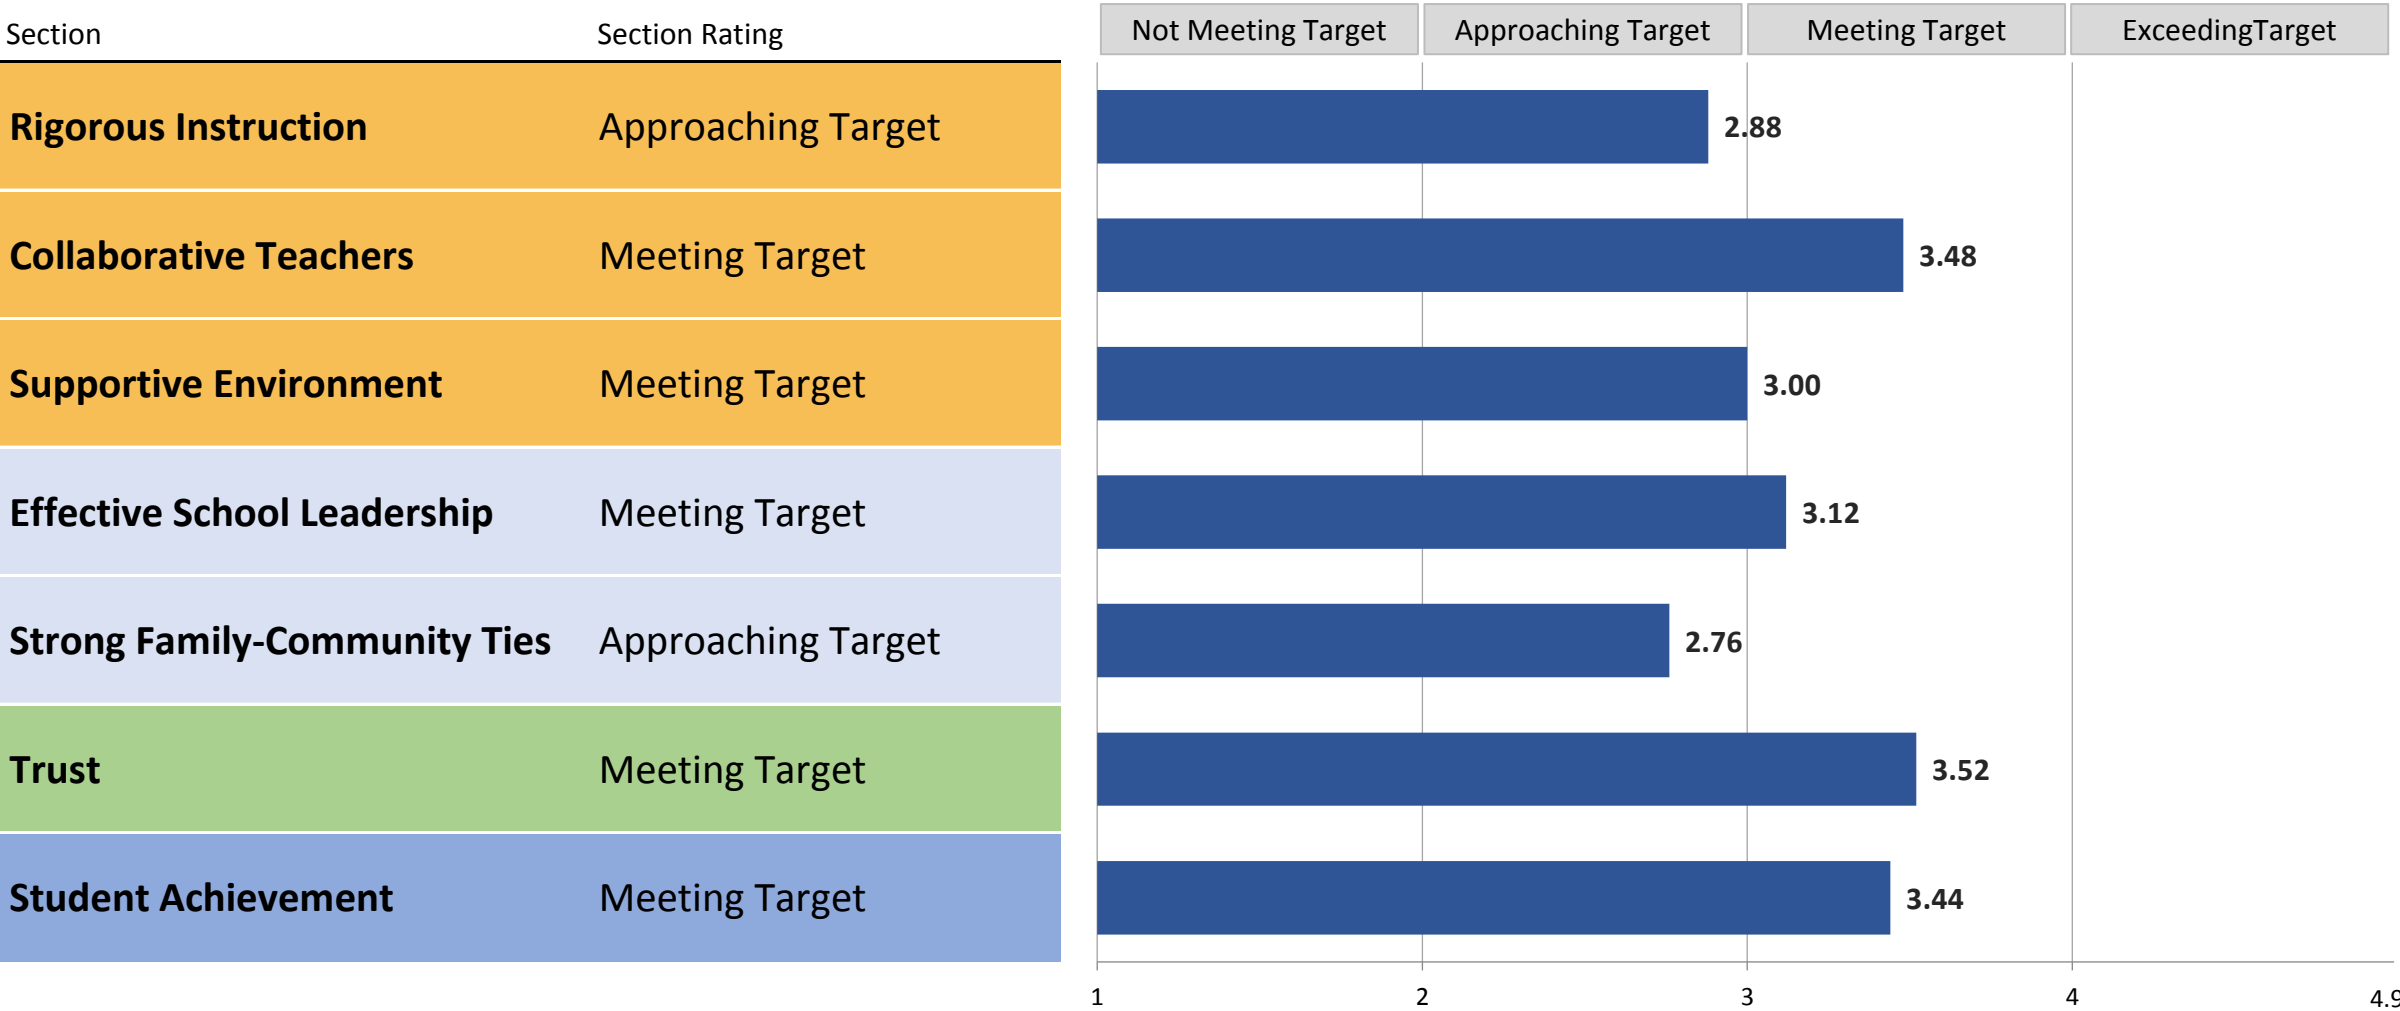 Section Section Rating Not Meeting Target Approaching Target Meeting Target ExceedingTarget
Rigorous Instruction Approaching Target 2.88
Collaborative Teachers Meeting Target 3.48
Supportive Environment Meeting Target 3.00
Effective School Leadership Meeting Target 3.12
Strong Family-Community Ties Approaching Target 2.76
Trust Meeting Target 3.52
Student Achievement Meeting Target 3.44
1 2 3 4 4.9